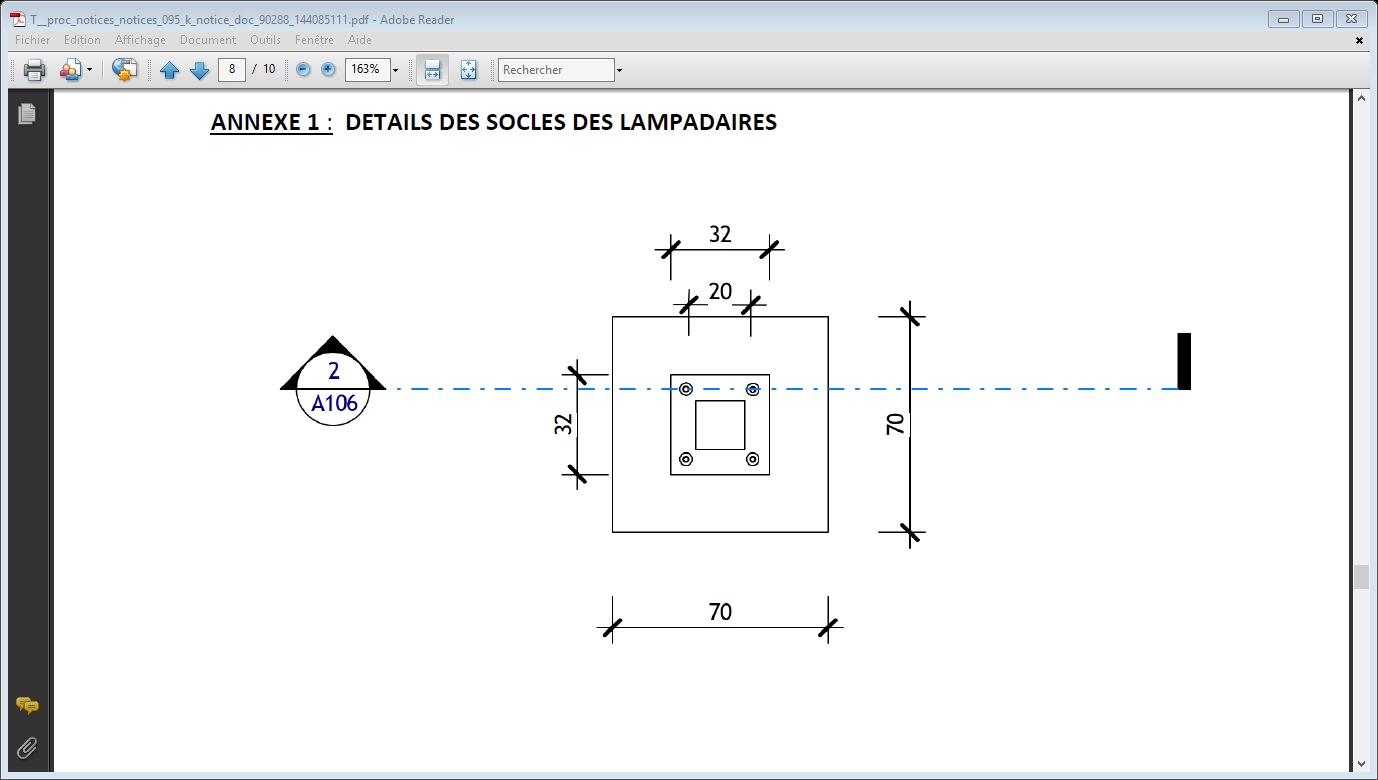 T__proc_notices_notices_095_k_notice_doc_90288_144085111.pdf - Adobe Reader
Fichier Edition Affichage Document Outils Fenêtre Aide
8 / 10 163% Rechercher
ANNEXE 1 : DETAILS DES SOCLES DES LAMPADAIRES
32
20
2
A106
32
70
70